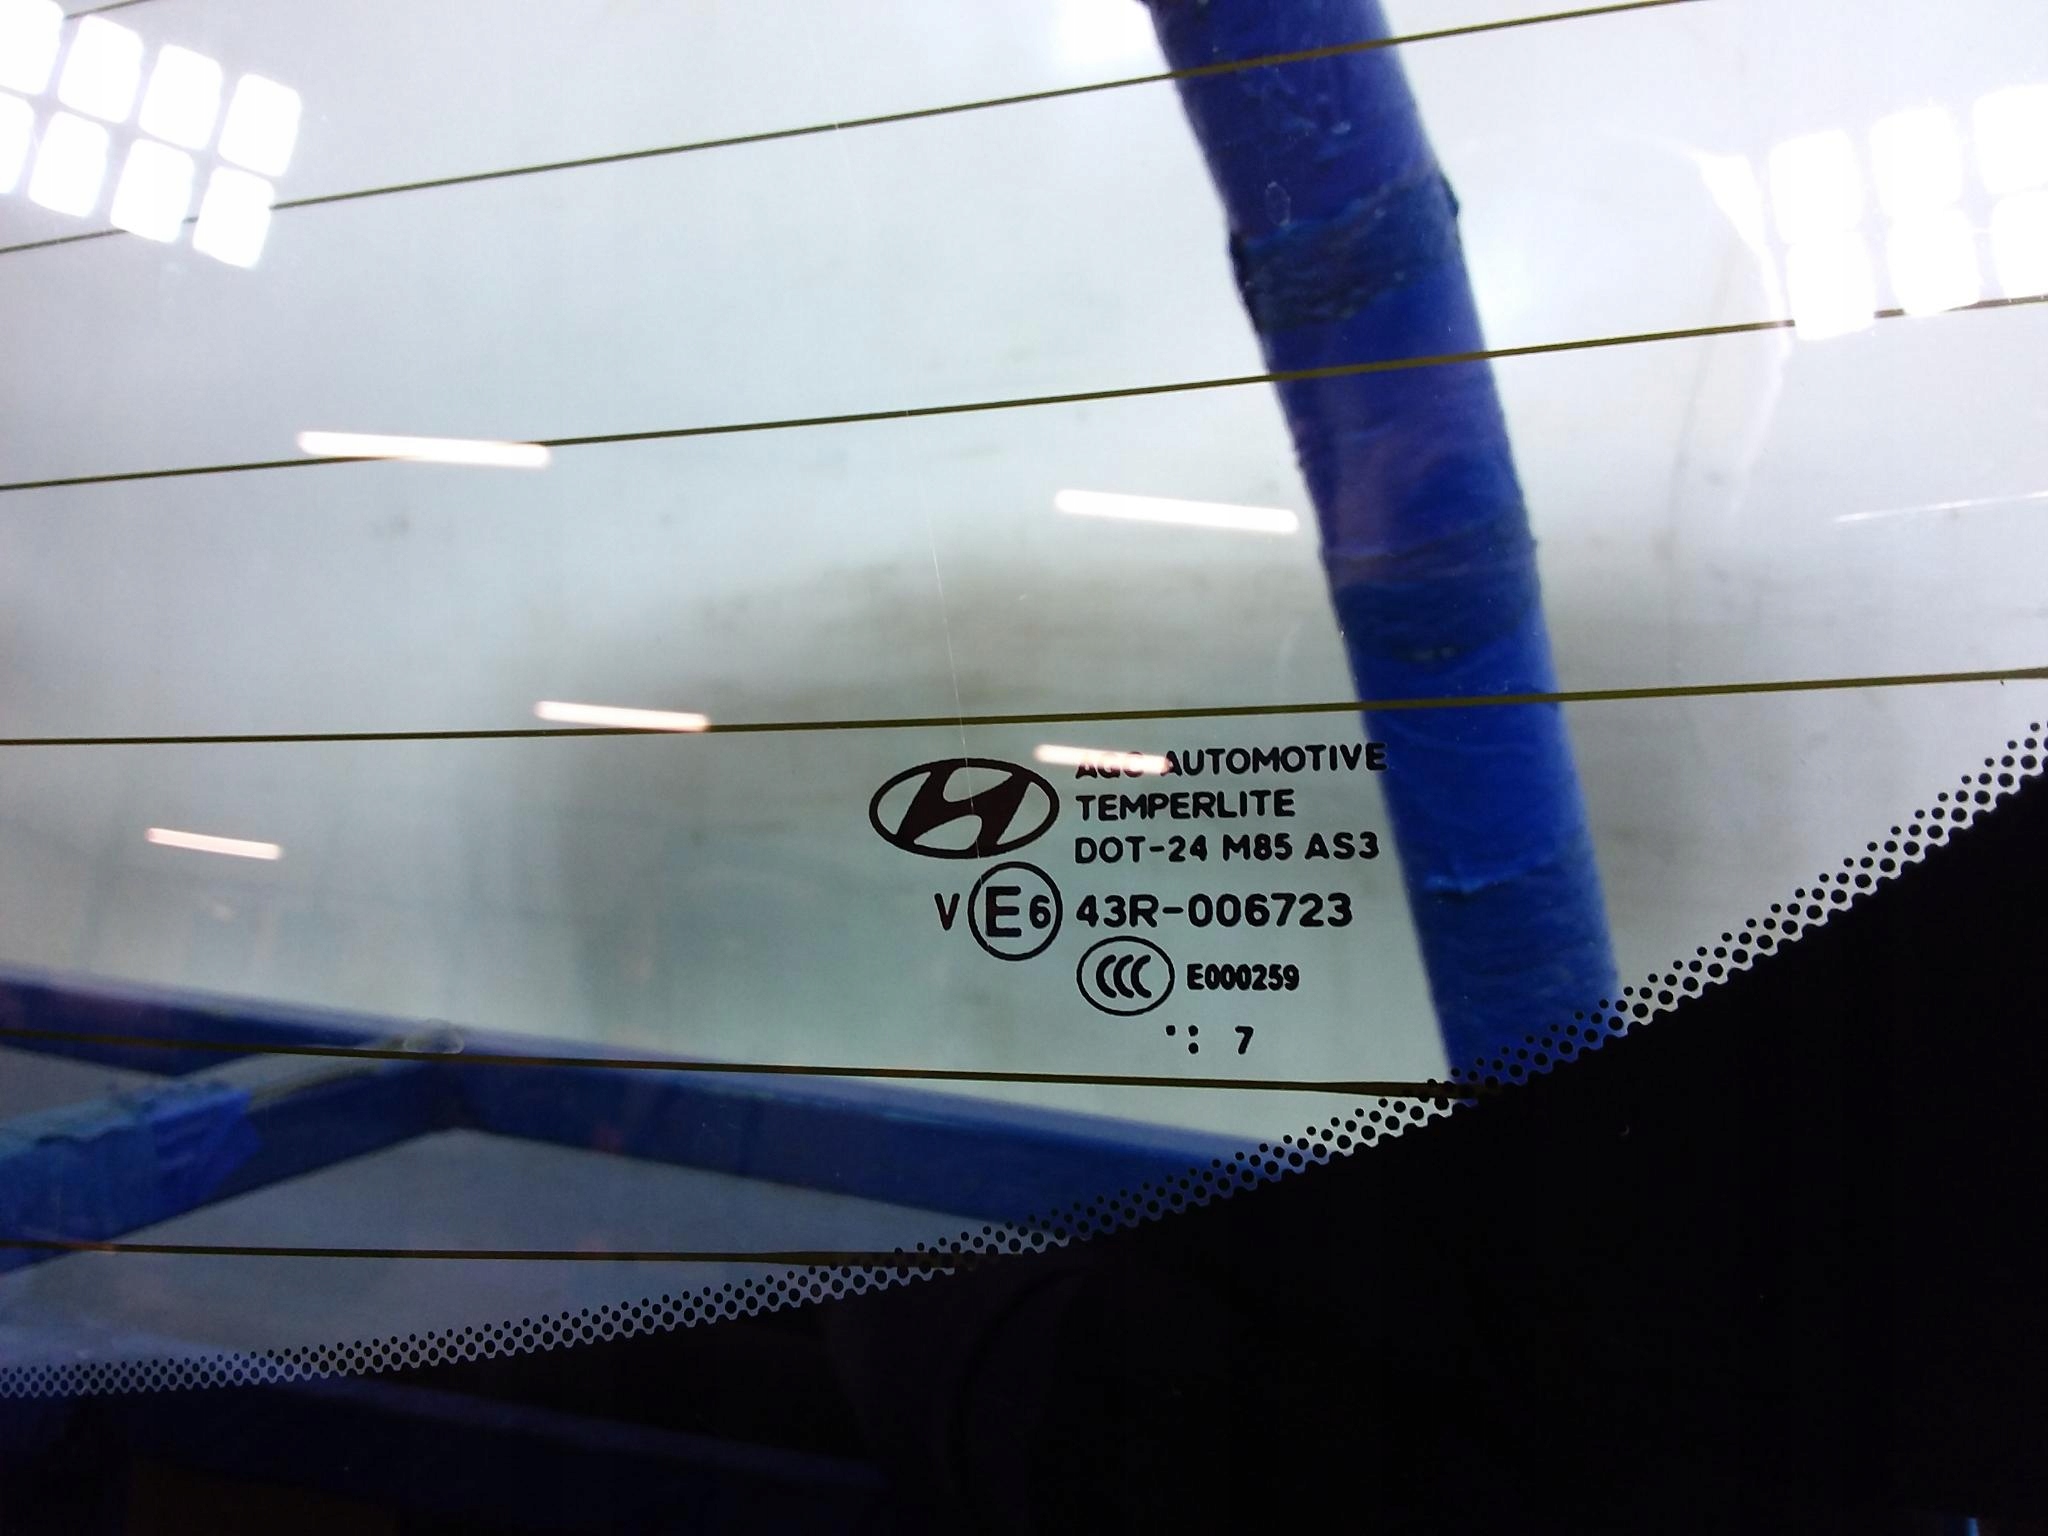 AGC AUTOMOTIVE
TEMPERLITE
DOT-24 M85 AS3
V E6 43R-006723
CCC E000259
7